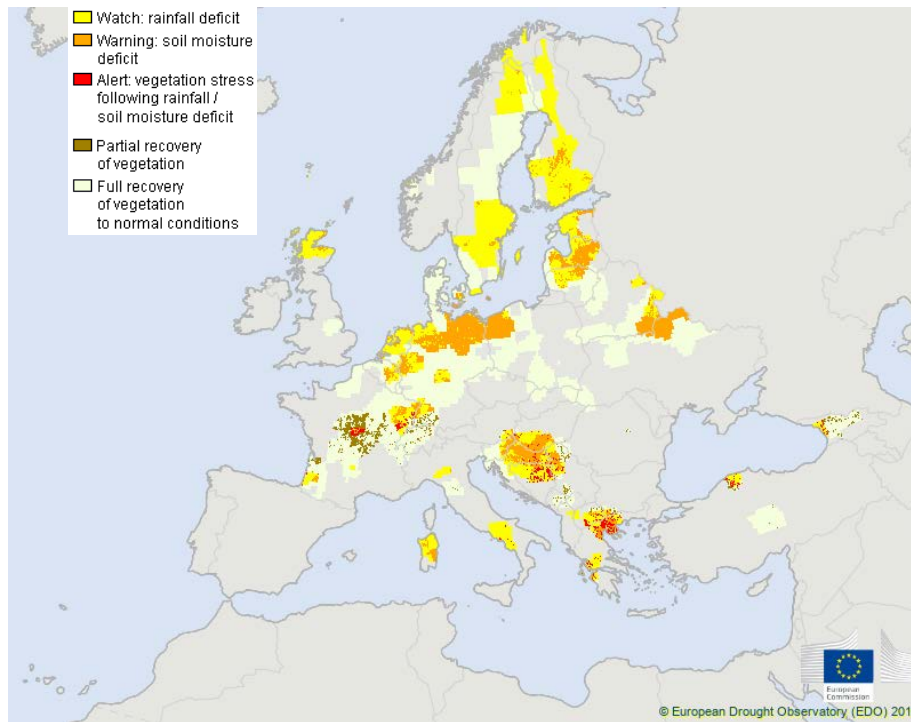 Watch: rainfall deficit
Warning: soil moisture
deficit
Alert: vegetation stress
following rainfall /
soil moisture deficit
Partial recovery
of vegetation
Full recovery
of vegetation
to normal conditions
European
Commission
© European Drought Observatory (EDO) 201